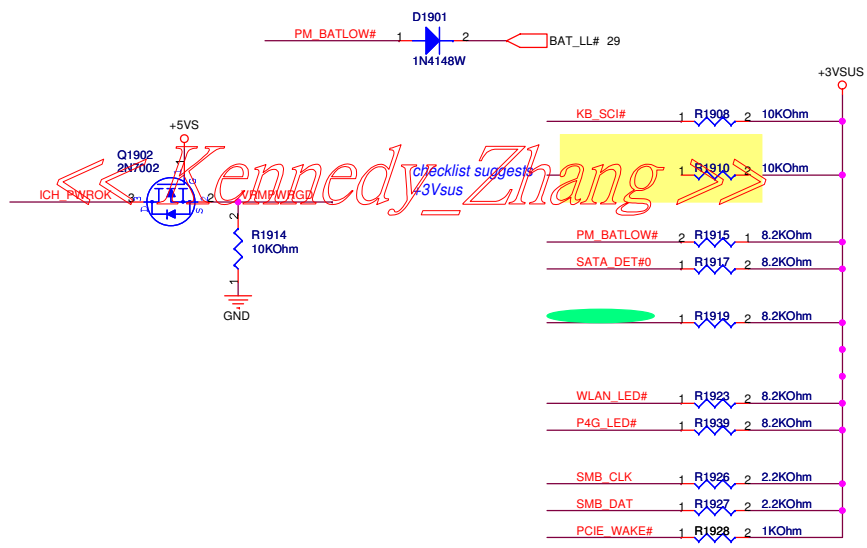 D1901
PM_BATLOW# 1 2 BAT_LL# 29
1N4148W
+3VSUS
KB_SCI# 1 R1908 2 10KOhm
+5VS
Q1902
2N7002
<< Kennedy_Zhang >>
checklist suggests
+3Vsus
1 R1910 2 10KOhm
1
G
ICH_PWROK 3 D S 2 VRMPWRGD
2
R1914
10KOhm
1
GND
PM_BATLOW# 2 R1915 1 8.2KOhm
SATA_DET#0 1 R1917 2 8.2KOhm
1 R1919 2 8.2KOhm
WLAN_LED# 1 R1923 2 8.2KOhm
P4G_LED# 1 R1939 2 8.2KOhm
SMB_CLK 1 R1926 2 2.2KOhm
SMB_DAT 1 R1927 2 2.2KOhm
PCIE_WAKE# 1 R1928 2 1KOhm